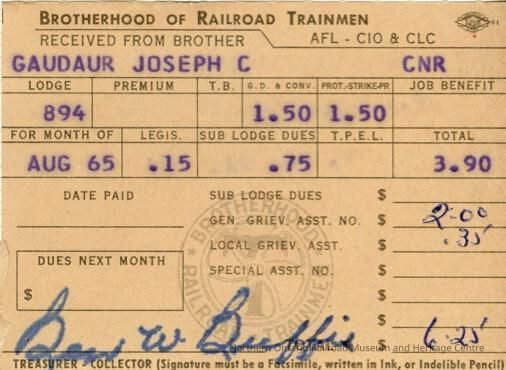 BROTHERHOOD OF RAILROAD TRAINMEN
RECEIVED FROM BROTHER AFL - CIO & CLC
GAUDAUR JOSEPH C CNR
LODGE PREMIUM T.B. G.D. & CONV. PROT.-STRIKE-PR JOB BENEFIT
894 1.50 1.50
FOR MONTH OF LEGIS. SUB LODGE DUES T.P.E.L. TOTAL
AUG 65 .15 .75 3.90
DATE PAID SUB LODGE DUES $
GEN. GRIEV. ASST. NO. $ 2.00
LOCAL GRIEV. ASST. $ .35
DUES NEXT MONTH SPECIAL ASST. NO. $
$ $
$
BROTHERHOOD
RAILROAD TRAINMEN
$ 6.25
Northern Ontario Railroad Museum and Heritage Centre
TREASURER - COLLECTOR (Signature must be a Facsimile, written in Ink, or Indelible Pencil)